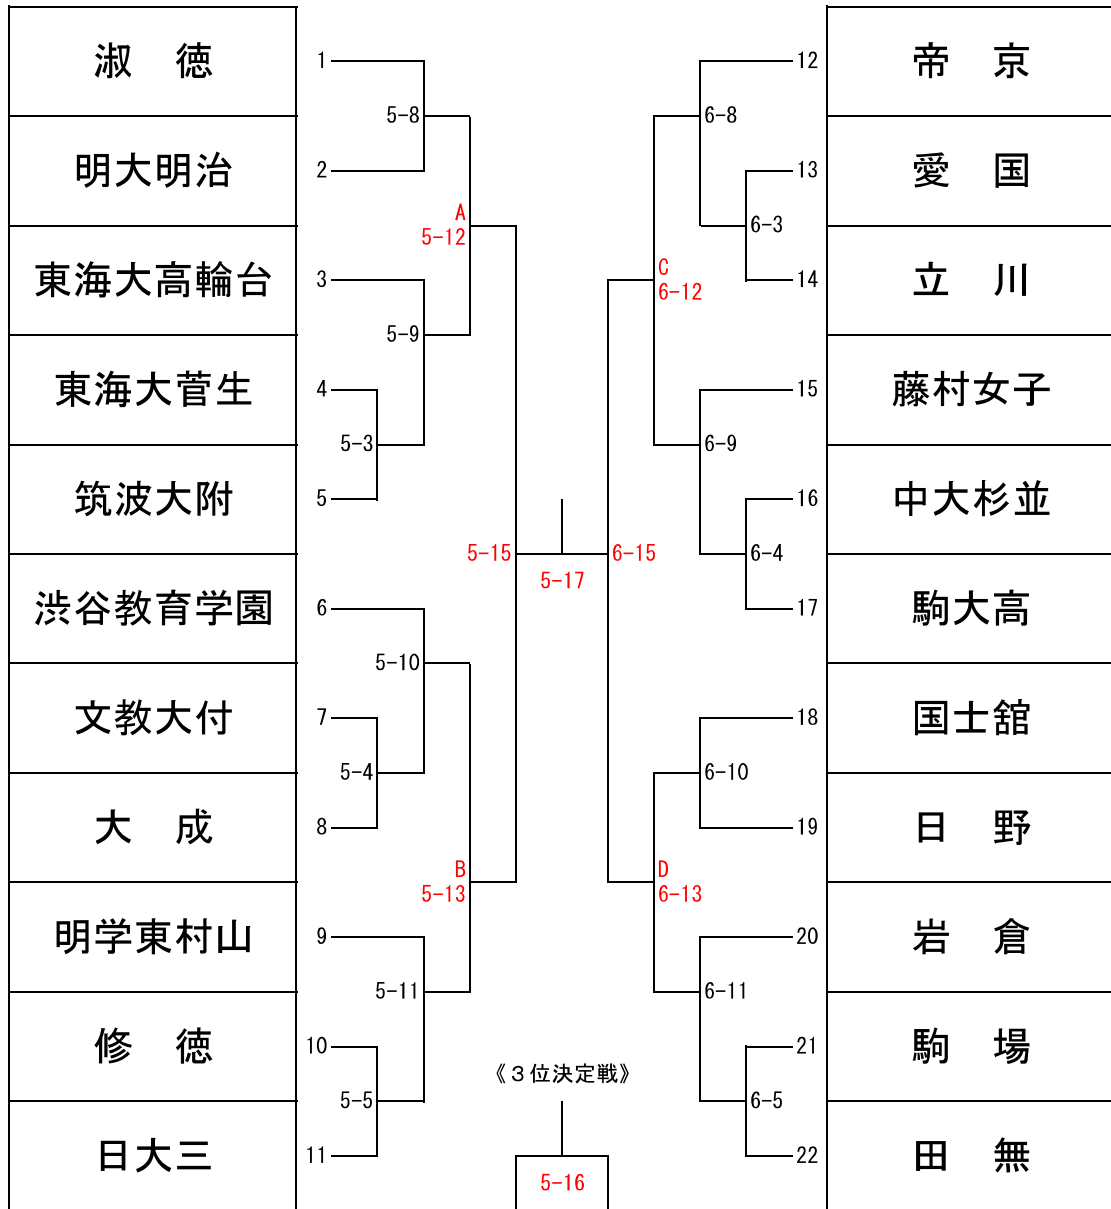 淑　徳
1
5-8
明大明治
2
A
5-12
東海大高輪台
3
5-9
東海大菅生
4
5-3
筑波大附
5
5-15
渋谷教育学園
6
5-10
文教大付
7
5-4
大　成
8
B
5-13
明学東村山
9
5-11
修　徳
10
5-5
日大三
11
5-17
《３位決定戦》
5-16
12
帝　京
6-8
13
愛　国
6-3
C
6-12
14
立　川
15
藤村女子
6-9
16
中大杉並
6-4
6-15
17
駒大高
18
国士舘
6-10
19
日　野
D
6-13
20
岩　倉
6-11
21
駒　場
6-5
22
田　無